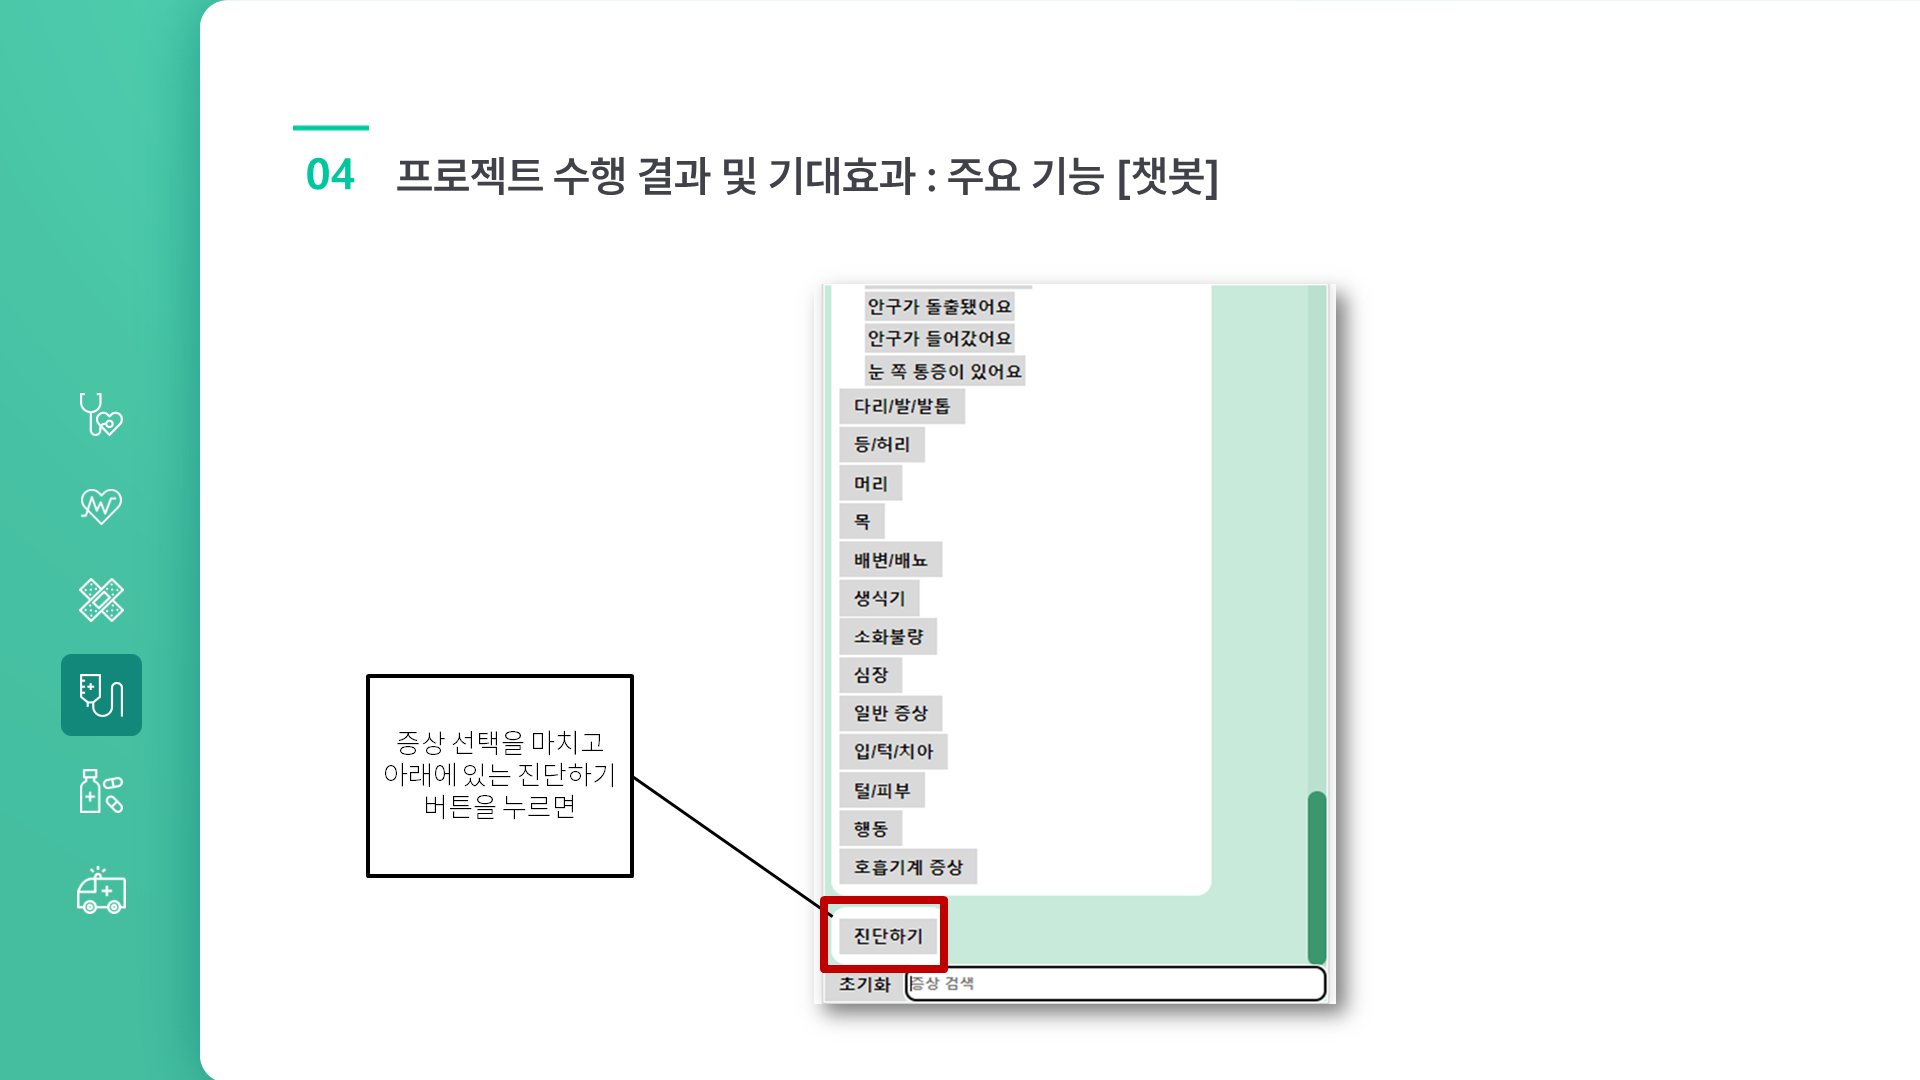 04 프로젝트 수행 결과 및 기대효과 : 주요 기능 [챗봇]
안구가 돌출됐어요
안구가 들어갔어요
눈 쪽 통증이 있어요
다리/발/발톱
등/허리
머리
목
배변/배뇨
생식기
소화불량
심장
일반 증상
입/턱/치아
털/피부
행동
호흡기계 증상
증상 선택을 마치고
아래에 있는 진단하기
버튼을 누르면
진단하기
초기화 증상 검색